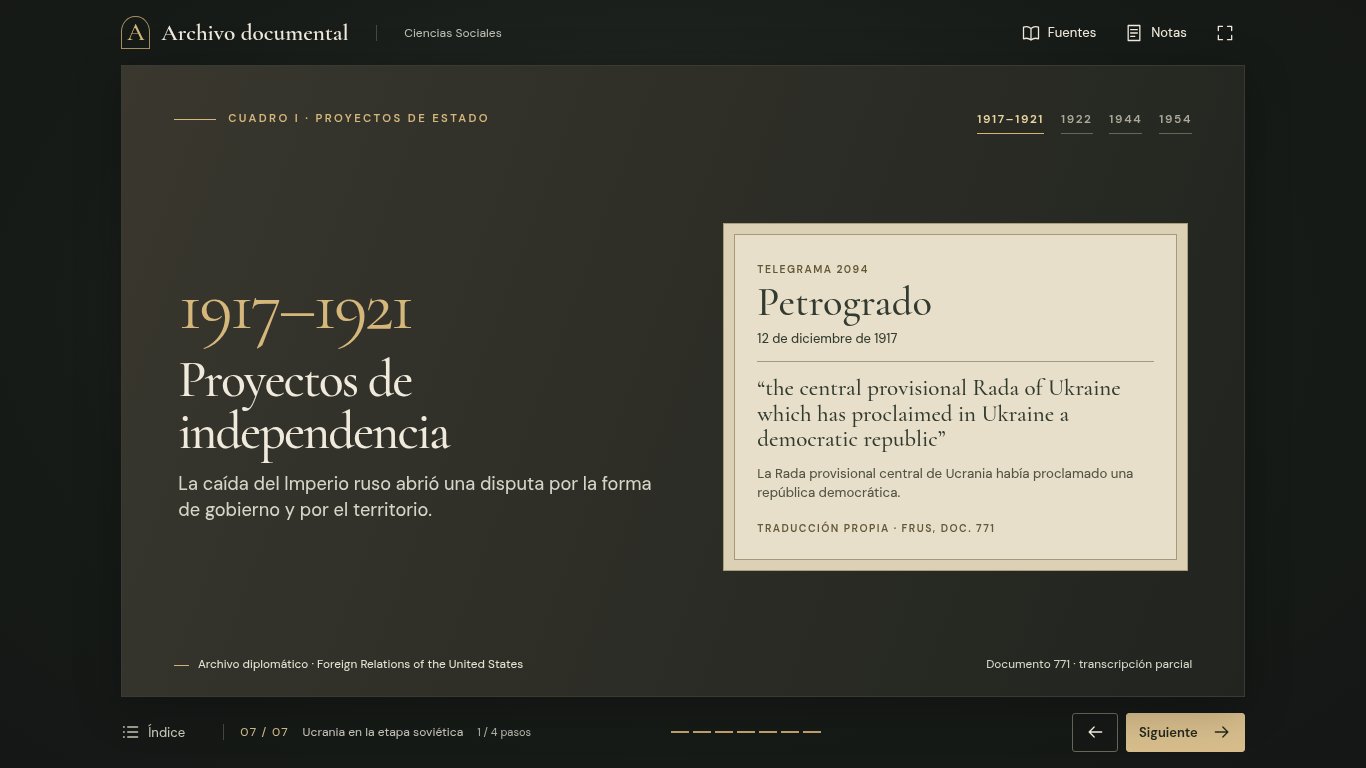 A Archivo documental
Ciencias Sociales
Fuentes
Notas
CUADRO I · PROYECTOS DE ESTADO
1917–1921 1922 1944 1954
1917–1921
Proyectos de
independencia
La caída del Imperio ruso abrió una disputa por la forma
de gobierno y por el territorio.
TELEGRAMA 2094
Petrogrado
12 de diciembre de 1917
“the central provisional Rada of Ukraine
which has proclaimed in Ukraine a
democratic republic”
La Rada provisional central de Ucrania había proclamado una
república democrática.
TRADUCCIÓN PROPIA · FRUS, DOC. 771
Archivo diplomático · Foreign Relations of the United States
Documento 771 · transcripción parcial
Índice
07 / 07 Ucrania en la etapa soviética 1 / 4 pasos
Siguiente